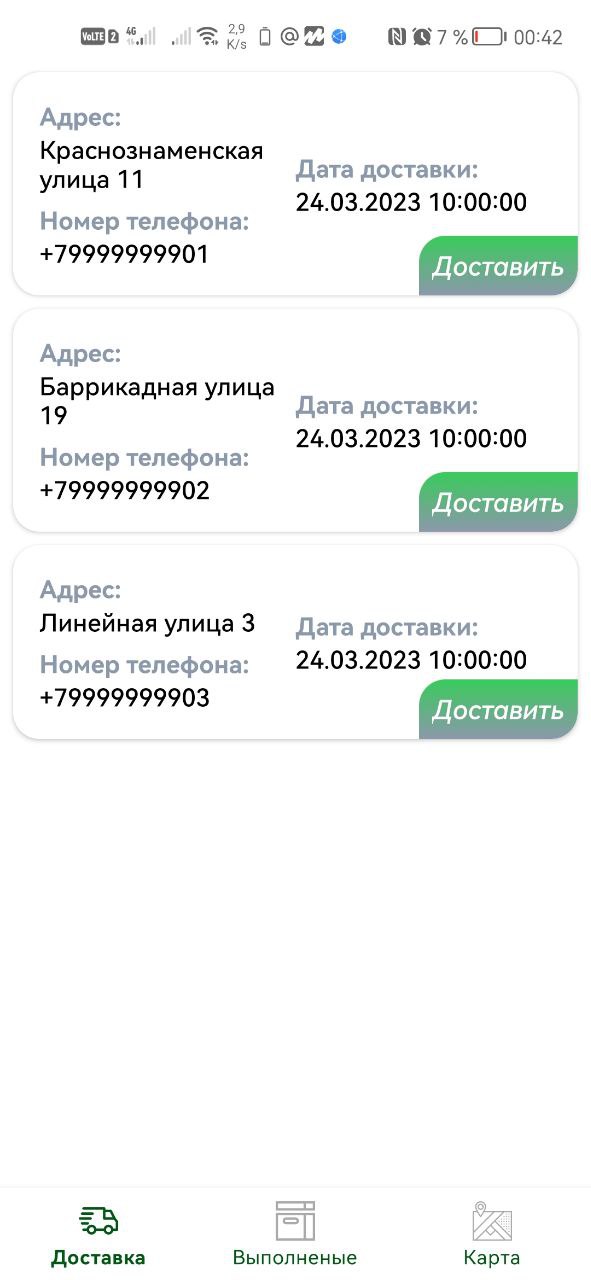 VoLTE 2 4G 2,9 K/s 7 % 00:42
Адрес:
Краснознаменская
улица 11
Номер телефона:
+79999999901
Дата доставки:
24.03.2023 10:00:00
Доставить
Адрес:
Баррикадная улица
19
Номер телефона:
+79999999902
Дата доставки:
24.03.2023 10:00:00
Доставить
Адрес:
Линейная улица 3
Номер телефона:
+79999999903
Дата доставки:
24.03.2023 10:00:00
Доставить
Доставка Выполненые Карта